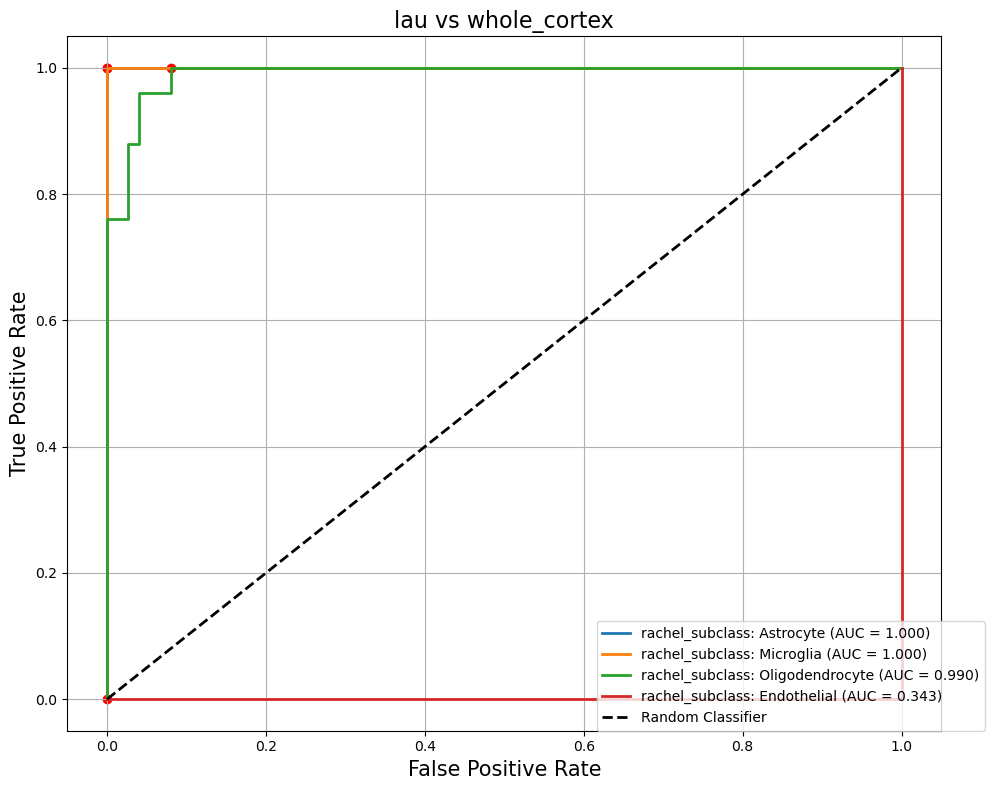 lau vs whole_cortex
True Positive Rate
1.0
0.8
0.6
0.4
0.2
0.0
0.0
0.2
0.4
0.6
0.8
1.0
False Positive Rate
rachel_subclass: Astrocyte (AUC = 1.000)
rachel_subclass: Microglia (AUC = 1.000)
rachel_subclass: Oligodendrocyte (AUC = 0.990)
rachel_subclass: Endothelial (AUC = 0.343)
Random Classifier